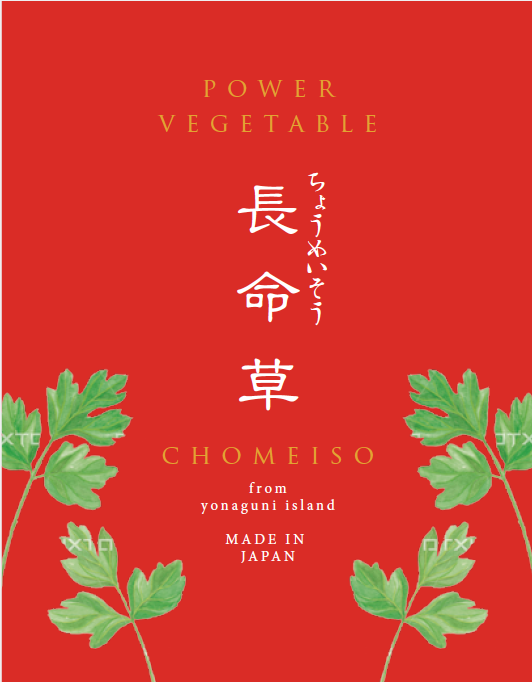 POWER
VEGETABLE
長命草
ちょうめいそう
CHOMEISO
from
yonaguni island
MADE IN
JAPAN